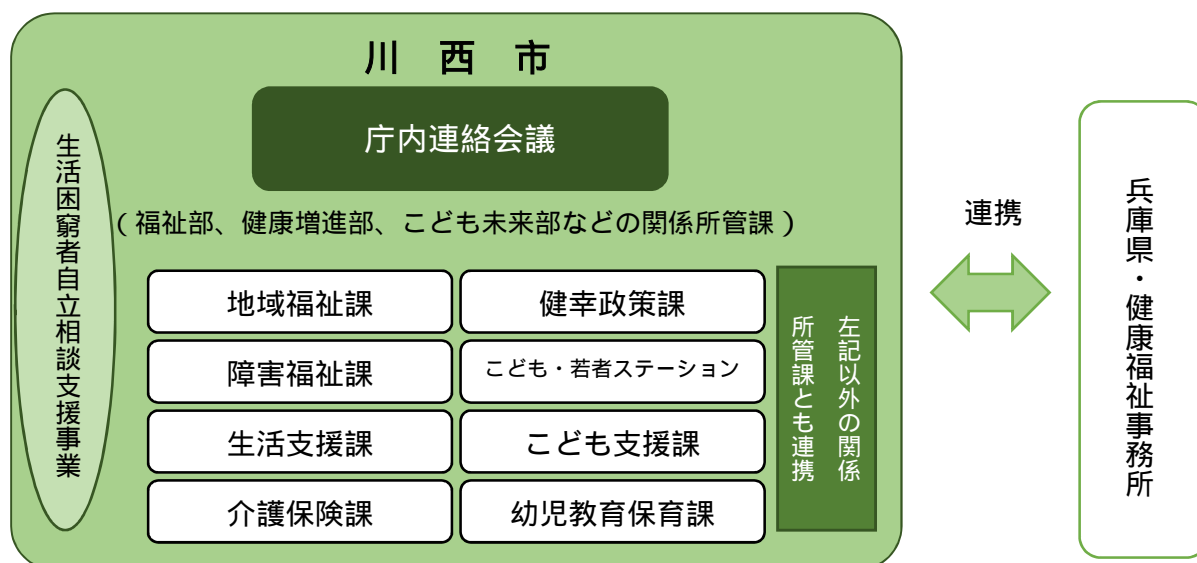 川 西 市
庁内連絡会議
(福祉部、健康増進部、こども未来部などの関係所管課)
生活困窮者自立相談支援事業
地域福祉課
健幸政策課
障害福祉課
こども・若者ステーション
生活支援課
こども支援課
介護保険課
幼児教育保育課
左記以外の関係
所管課とも連携
連携
兵庫県・健康福祉事務所